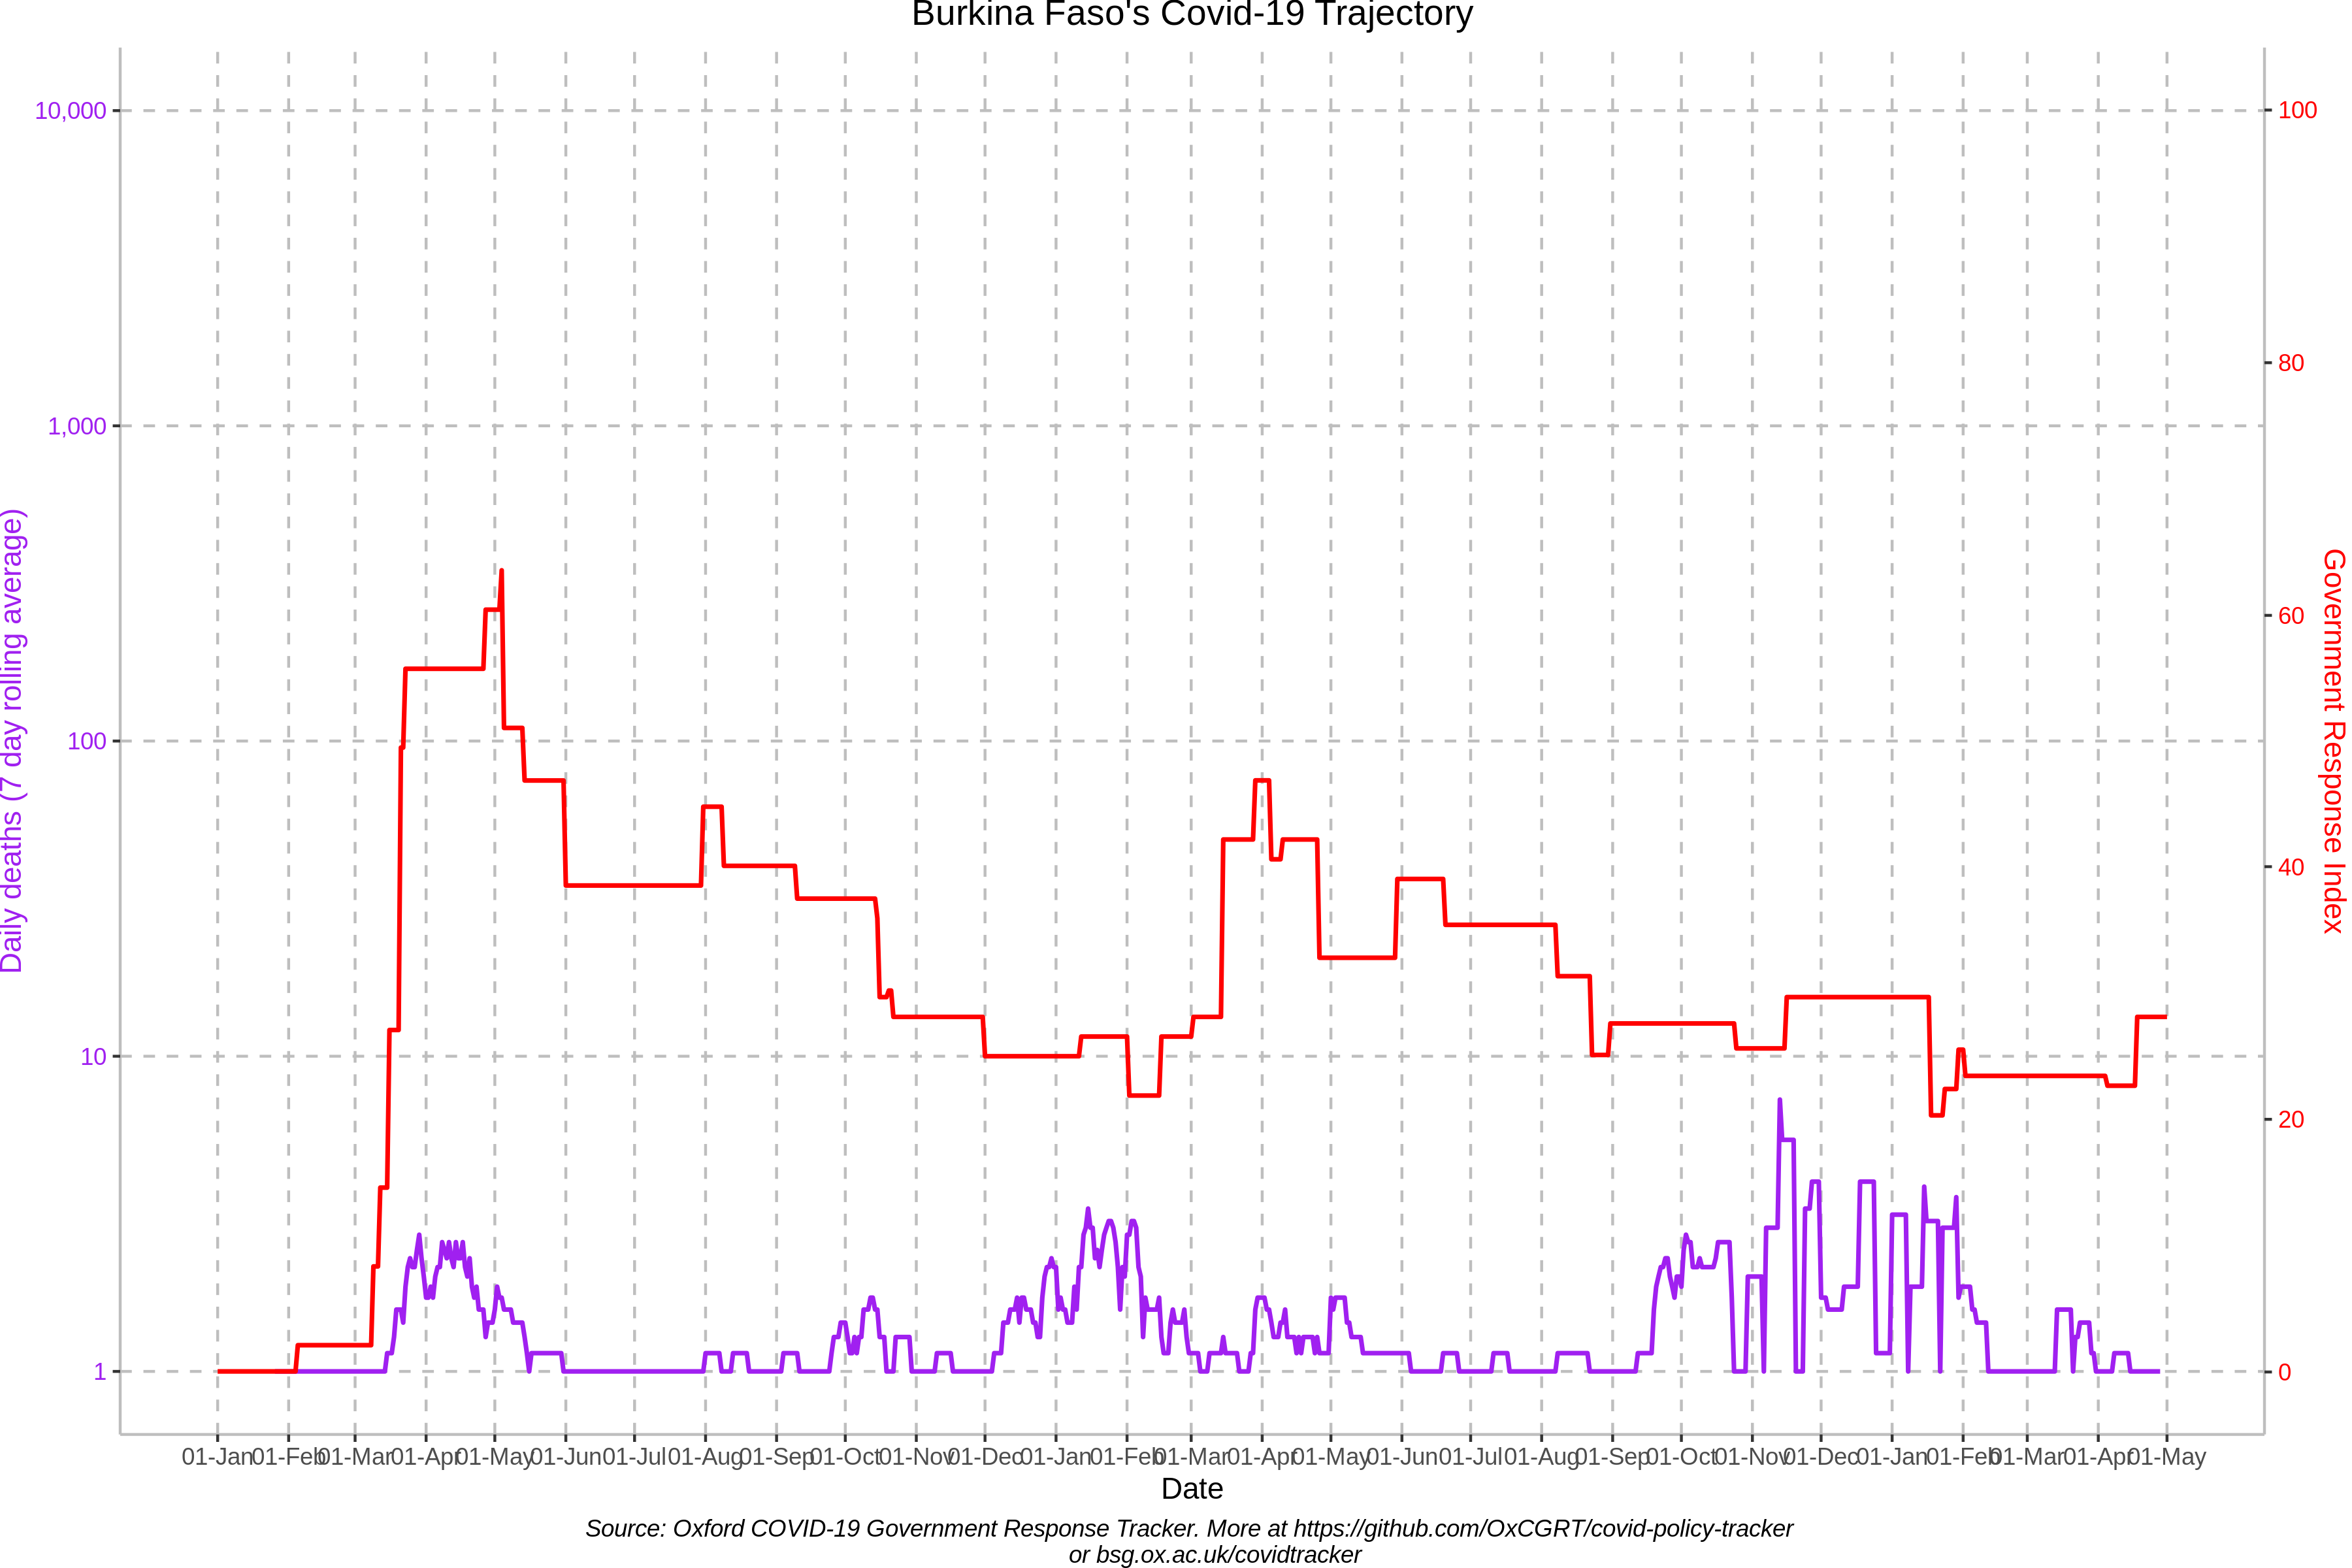 Burkina Faso's Covid-19 Trajectory
10,000
1,000
100
10
1
Daily deaths (7 day rolling average)
100
80
60
40
20
0
Government Response Index
01-Jan 01-Feb 01-Mar 01-Apr 01-May 01-Jun 01-Jul 01-Aug 01-Sep 01-Oct 01-Nov 01-Dec 01-Jan 01-Feb 01-Mar 01-Apr 01-May 01-Jun 01-Jul 01-Aug 01-Sep 01-Oct 01-Nov 01-Dec 01-Jan 01-Feb 01-Mar 01-Apr 01-May
Date
Source: Oxford COVID-19 Government Response Tracker. More at https://github.com/OxCGRT/covid-policy-tracker
or bsg.ox.ac.uk/covidtracker